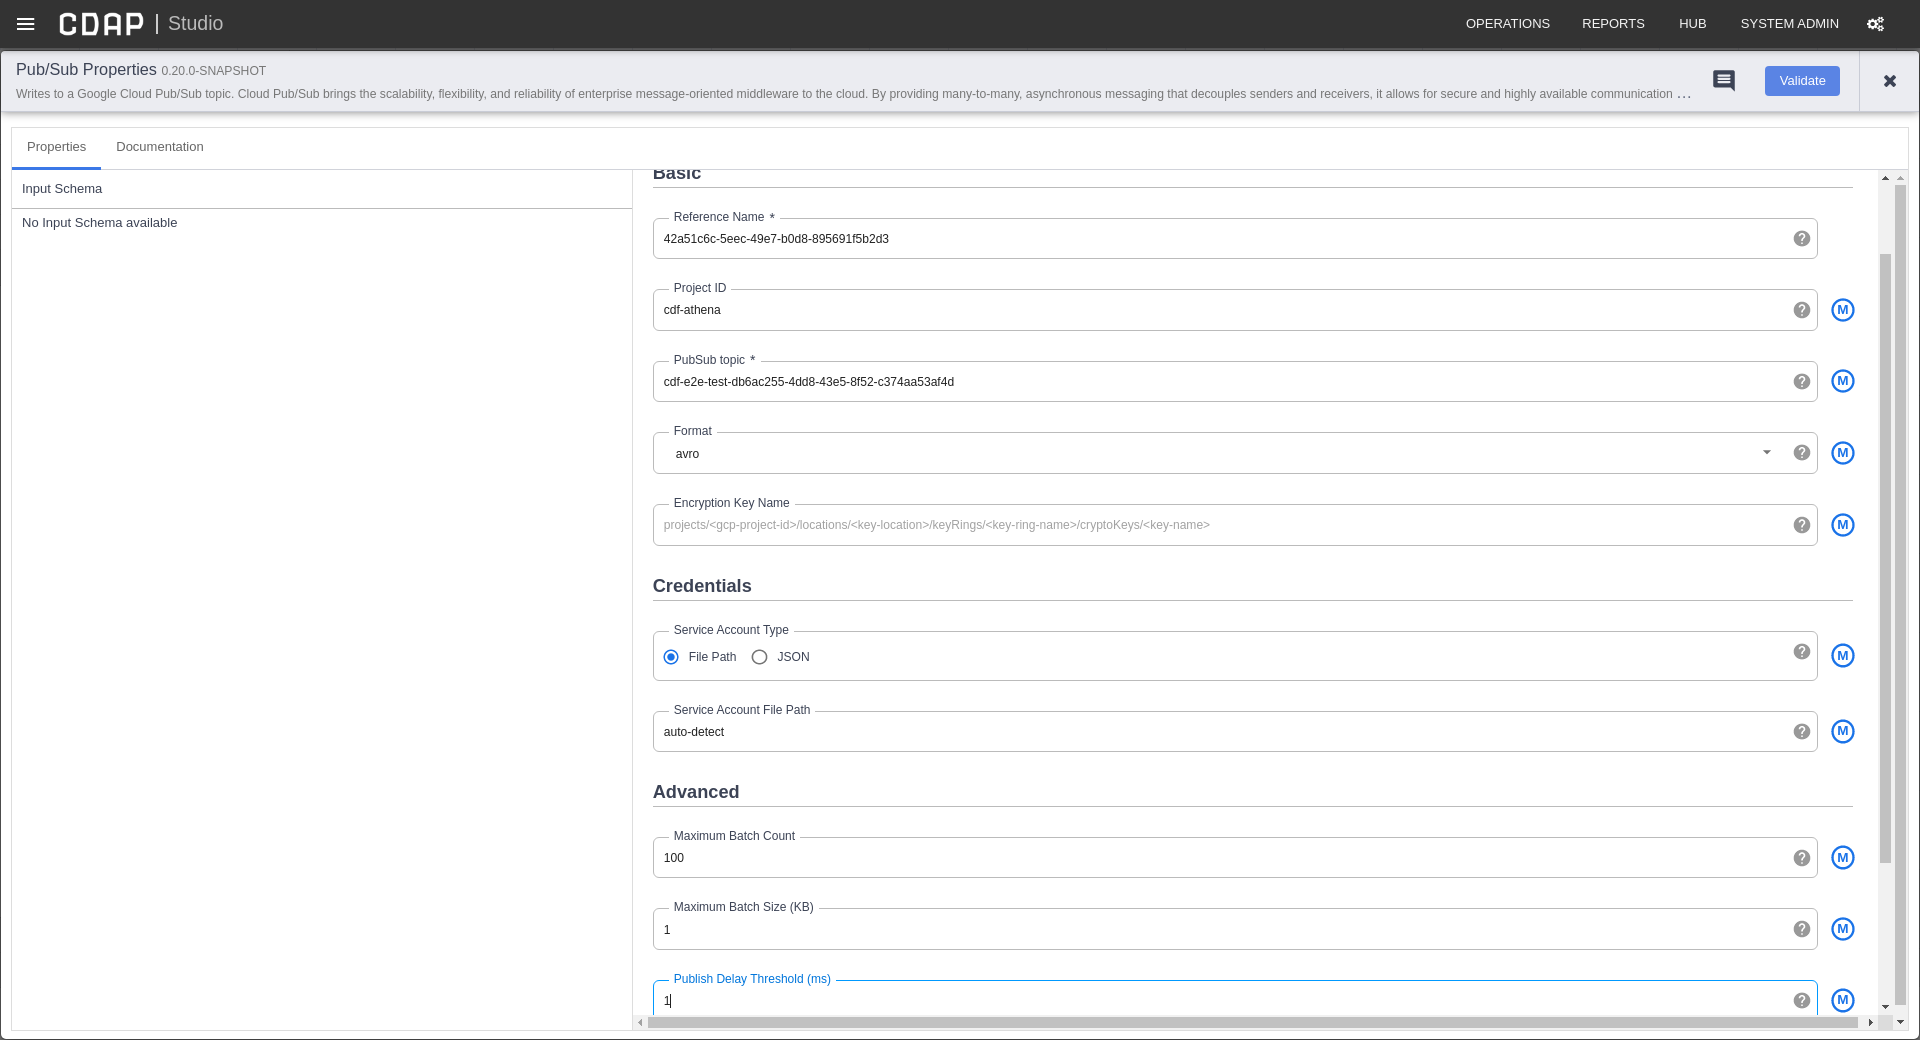 CDAP | Studio
OPERATIONS REPORTS HUB SYSTEM ADMIN
Pub/Sub Properties 0.20.0-SNAPSHOT
Writes to a Google Cloud Pub/Sub topic. Cloud Pub/Sub brings the scalability, flexibility, and reliability of enterprise message-oriented middleware to the cloud. By providing many-to-many, asynchronous messaging that decouples senders and receivers, it allows for secure and highly available communication ...
Validate
Properties Documentation
Input Schema
No Input Schema available
Basic
Reference Name *
42a51c6c-5eec-49e7-b0d8-895691f5b2d3
Project ID
cdf-athena
M
PubSub topic *
cdf-e2e-test-db6ac255-4dd8-43e5-8f52-c374aa53af4d
M
Format
avro
M
Encryption Key Name
projects/<gcp-project-id>/locations/<key-location>/keyRings/<key-ring-name>/cryptoKeys/<key-name>
M
Credentials
Service Account Type
File Path JSON
M
Service Account File Path
auto-detect
M
Advanced
Maximum Batch Count
100
M
Maximum Batch Size (KB)
1
M
Publish Delay Threshold (ms)
1
M